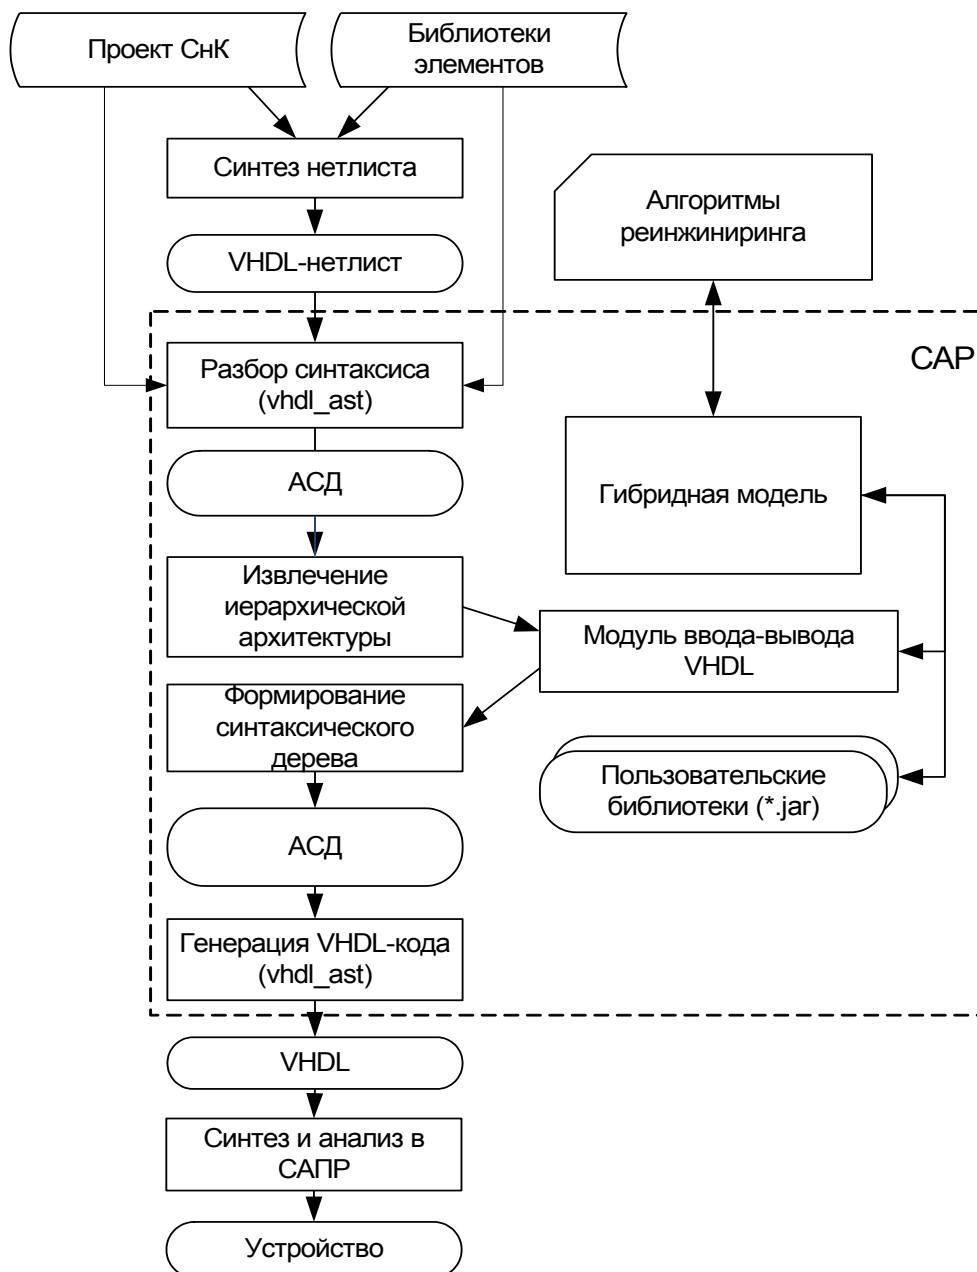 Проект СнК
Библиотеки
элементов
Синтез нетлиста
Алгоритмы
реинжиниринга
VHDL-нетлист
САР
Разбор синтаксиса
(vhdl_ast)
АСД
Гибридная модель
Извлечение
иерархической
архитектуры
Модуль ввода-вывода
VHDL
Формирование
синтаксического
дерева
Пользовательские
библиотеки (*.jar)
АСД
Генерация VHDL-кода
(vhdl_ast)
VHDL
Синтез и анализ в
САПР
Устройство